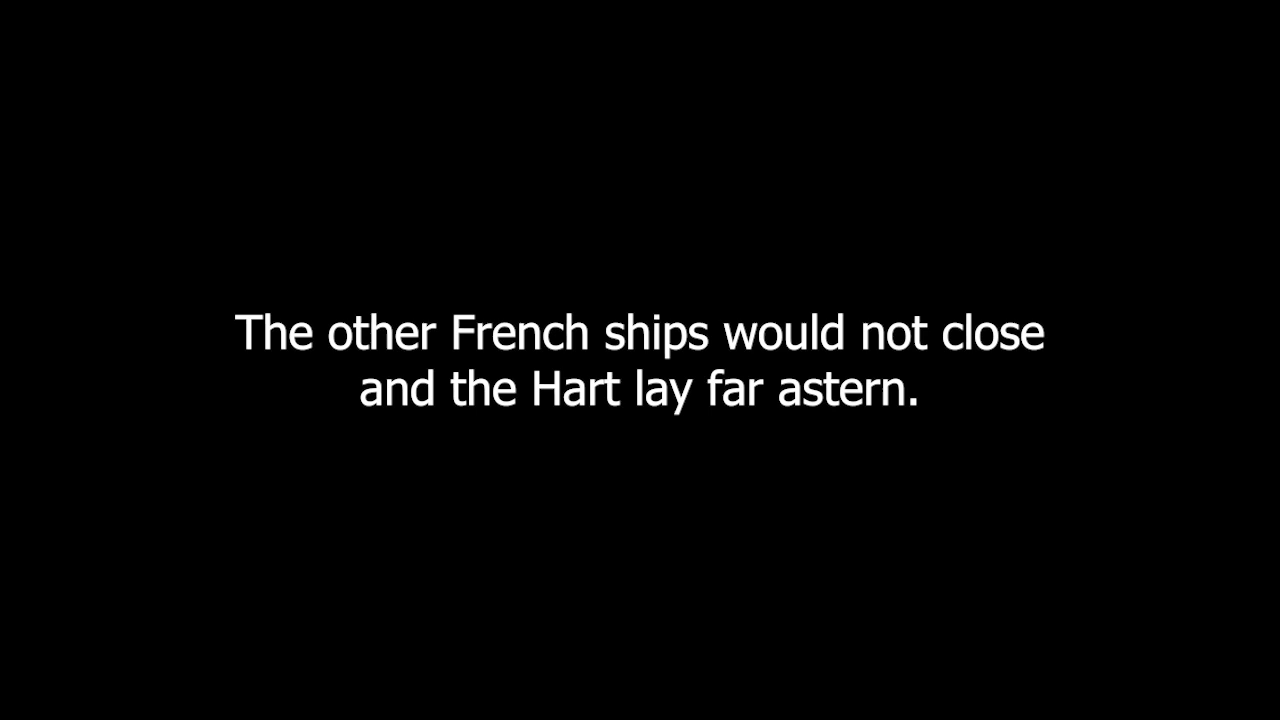 The other French ships would not close
and the Hart lay far astern.